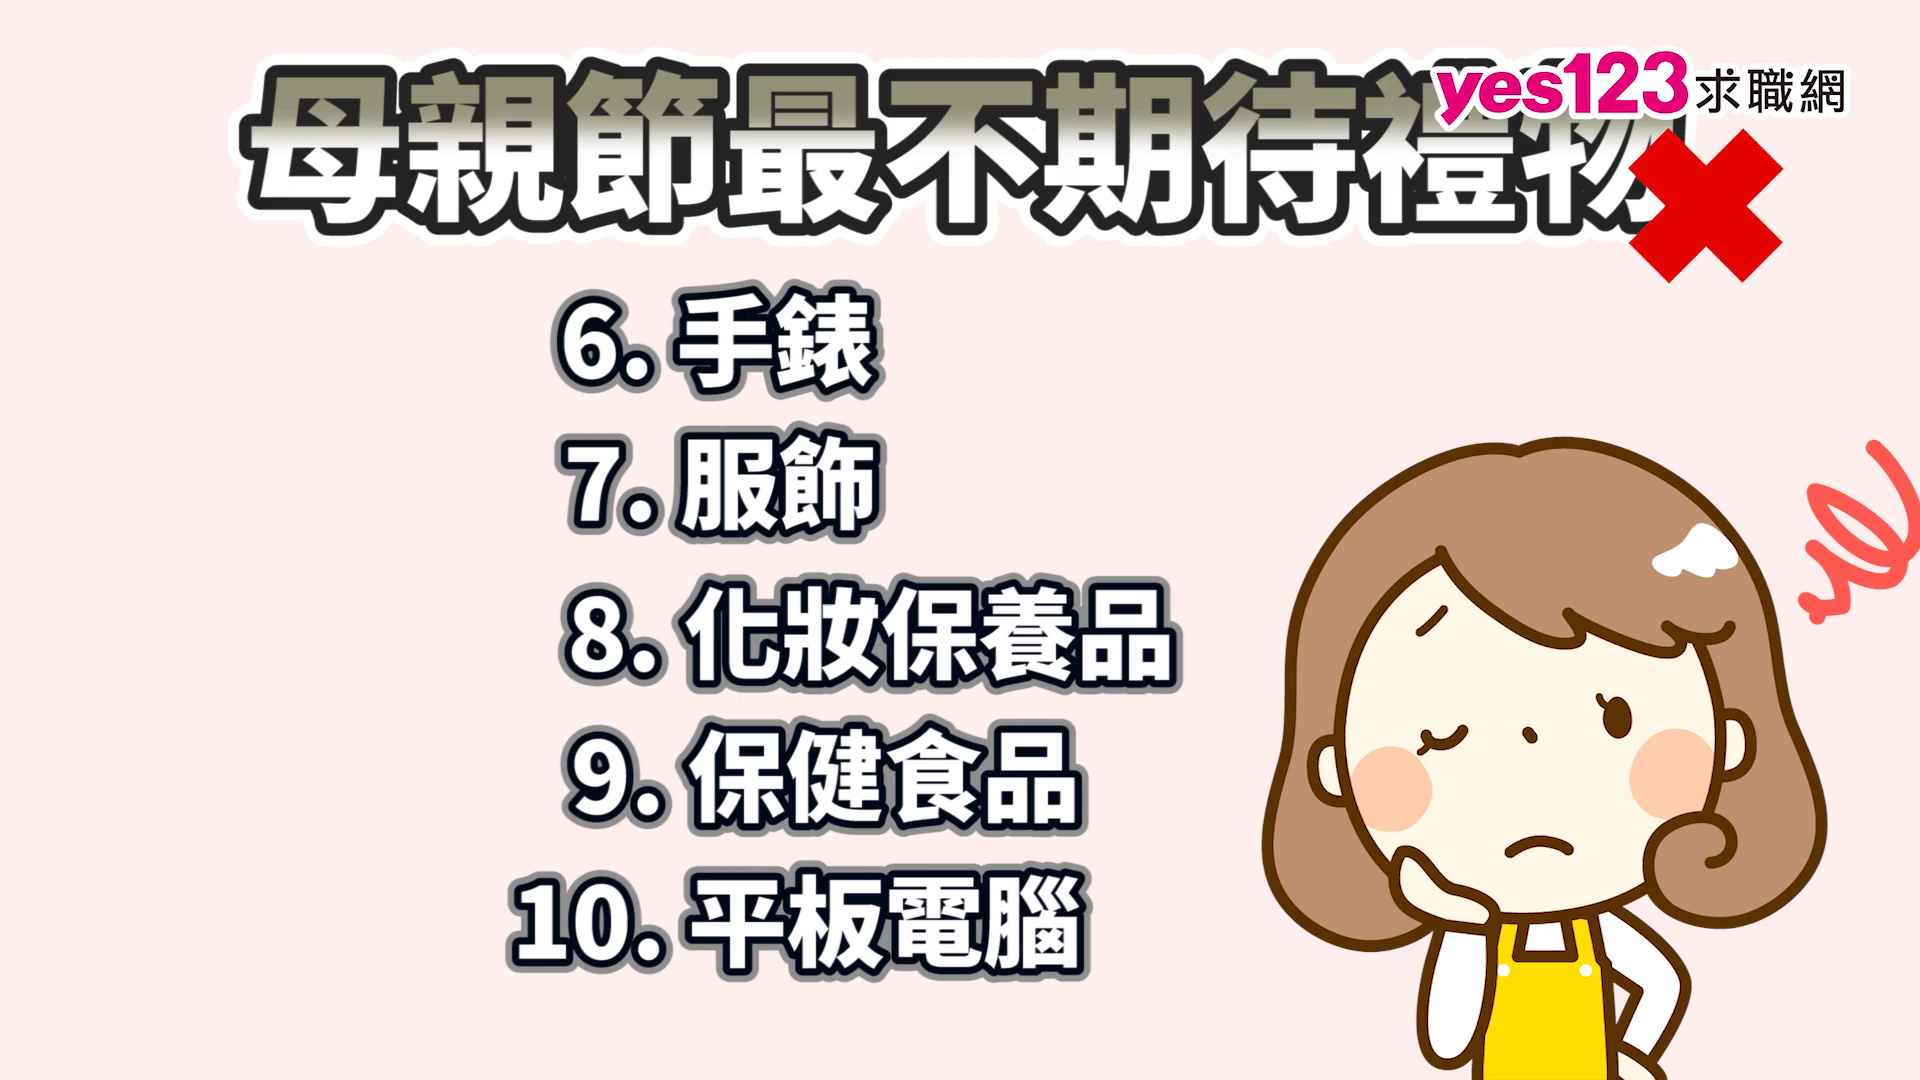 母親節最不期待禮物
yes123求職網
6. 手錶
7. 服飾
8. 化妝保養品
9. 保健食品
10. 平板電腦